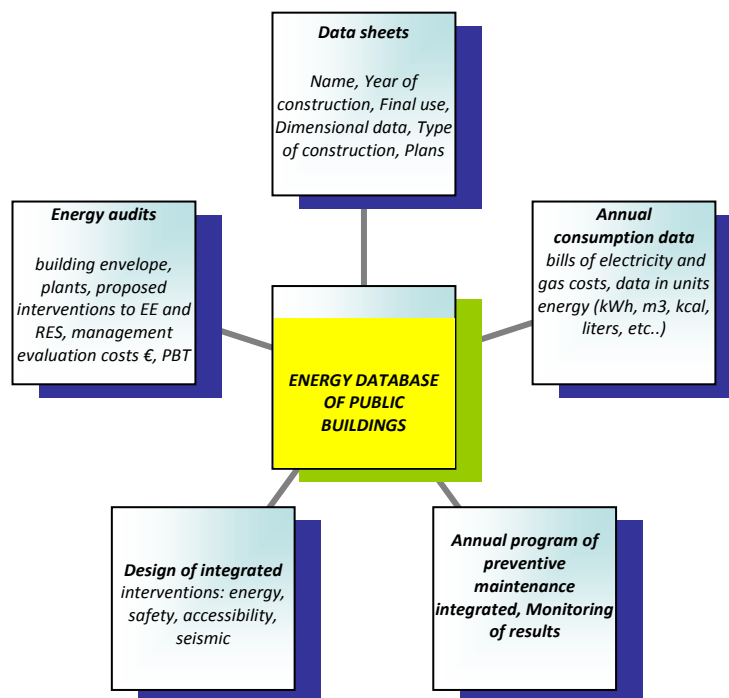 Data sheets
Name, Year of
construction, Final use,
Dimensional data, Type
of construction, Plans
Energy audits
building envelope,
plants, proposed
interventions to EE and
RES, management
evaluation costs €, PBT
Annual
consumption data
bills of electricity and
gas costs, data in units
energy (kWh, m3, kcal,
liters, etc..)
ENERGY DATABASE
OF PUBLIC
BUILDINGS
Design of integrated
interventions: energy,
safety, accessibility,
seismic
Annual program of
preventive
maintenance
integrated, Monitoring
of results